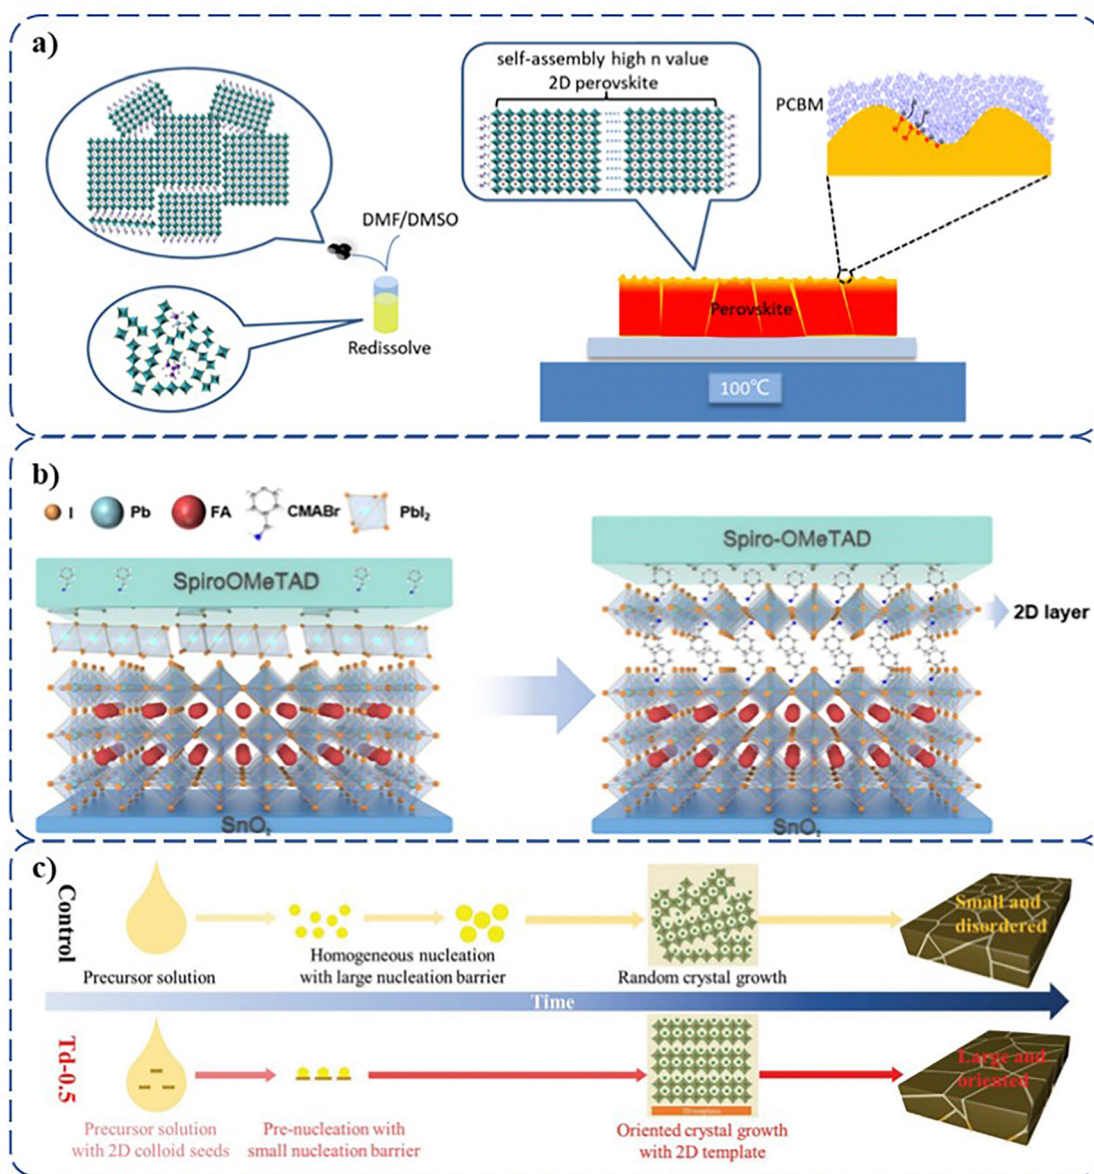 a)
self-assembly high n value
2D perovskite
PCBM
DMF/DMSO
Redissolve
Perovskite
100℃
b)
I
Pb
FA
CMABr
PbI₂
SpiroOMeTAD
SnO₂
Spiro-OMeTAD
2D layer
SnO₂
c)
Control
Precursor solution
Homogeneous nucleation
with large nucleation barrier
Random crystal growth
Small and
disordered
Time
Td-0.5
Precursor solution
with 2D colloid seeds
Pre-nucleation with
small nucleation barrier
2D templates
Oriented crystal growth
with 2D template
Large and
oriented